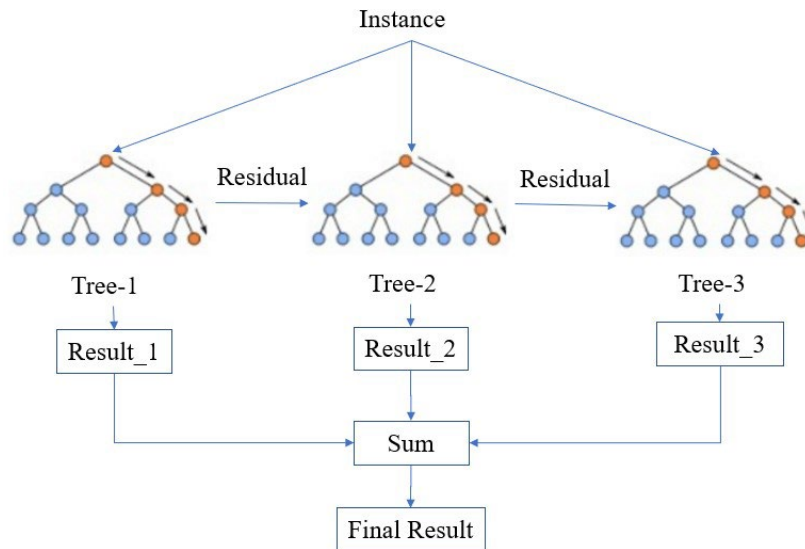 Instance
Residual
Residual
Tree-1
Tree-2
Tree-3
Result_1
Result_2
Result_3
Sum
Final Result